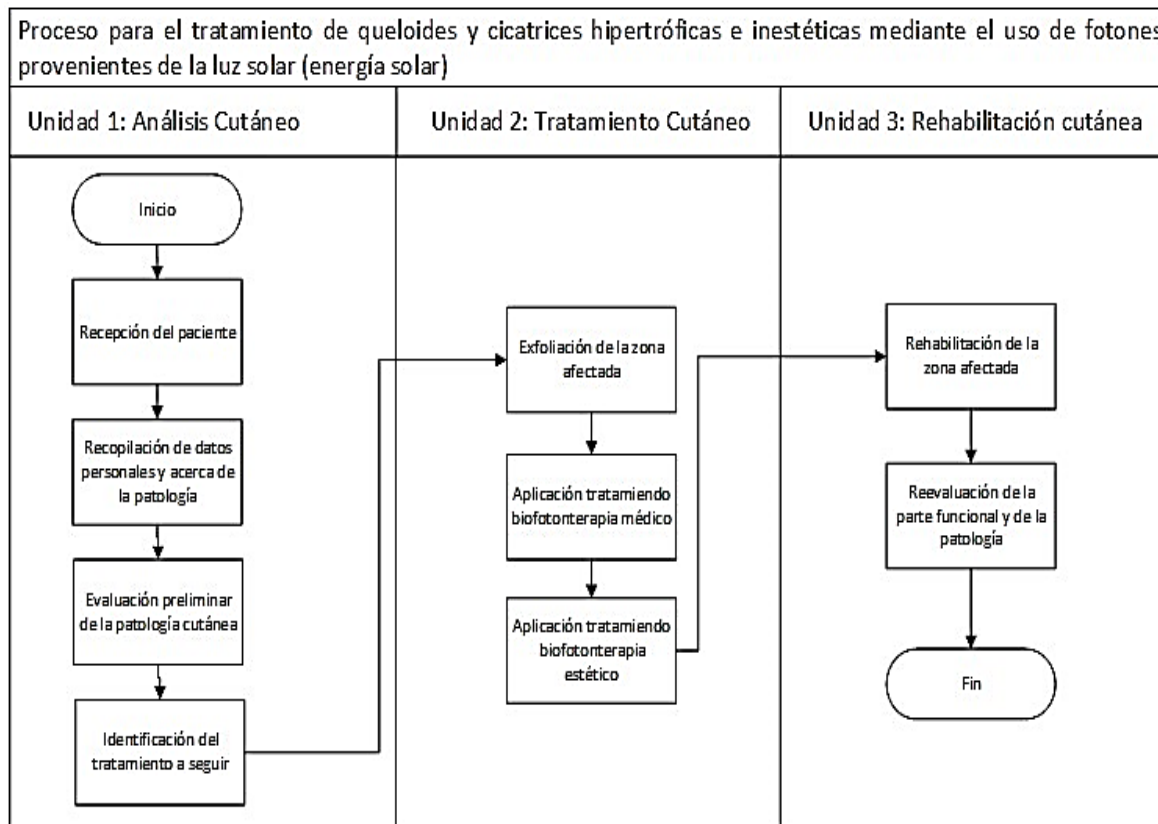 Proceso para el tratamiento de queloides y cicatrices hipertróficas e inestéticas mediante el uso de fotones
provenientes de la luz solar (energía solar)
Unidad 1: Análisis Cutáneo
Unidad 2: Tratamiento Cutáneo
Unidad 3: Rehabilitación cutánea
Inicio
Recepción del paciente
Recopilación de datos
personales y acerca de
la patología
Evaluación preliminar
de la patología cutánea
Identificación del
tratamiento a seguir
Exfoliación de la zona
afectada
Aplicación tratamiendo
biofotonterapia médico
Aplicación tratamiendo
biofotonterapia
estético
Rehabilitación de la
zona afectada
Reevaluación de la
parte funcional y de la
patología
Fin